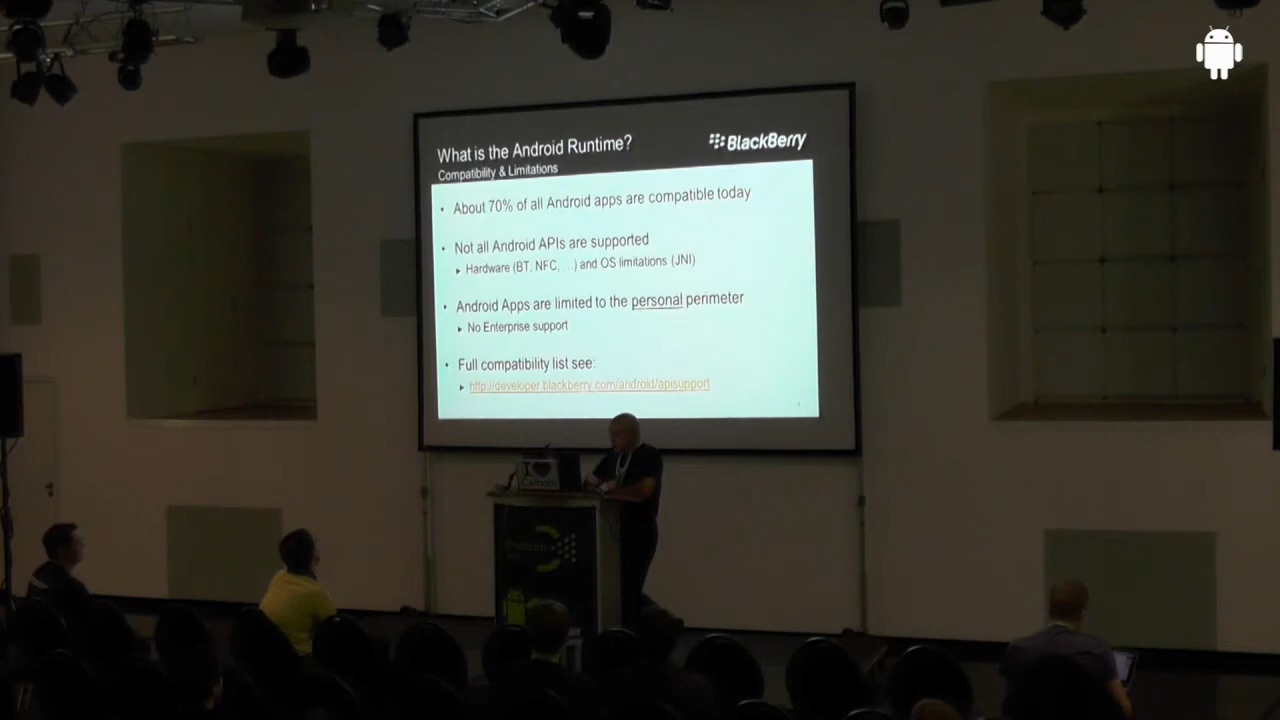 What is the Android Runtime?
BlackBerry
Compatibility & Limitations
• About 70% of all Android apps are compatible today
• Not all Android APIs are supported
▸ Hardware (BT, NFC, ...) and OS limitations (JNI)
• Android Apps are limited to the personal perimeter
▸ No Enterprise support
• Full compatibility list see:
▸ http://developer.blackberry.com/android/apisupport
I